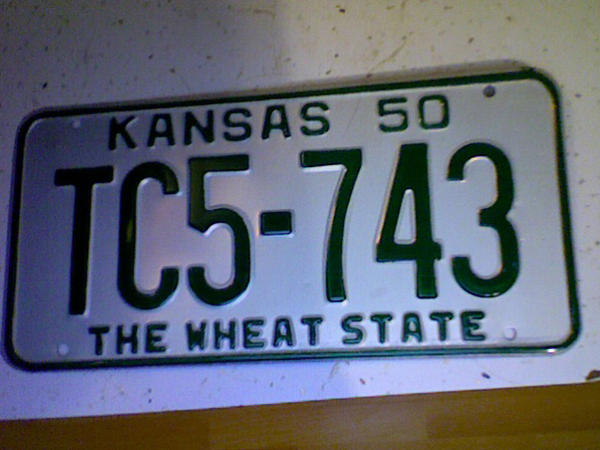 KANSAS 50
TC5-743
THE WHEAT STATE